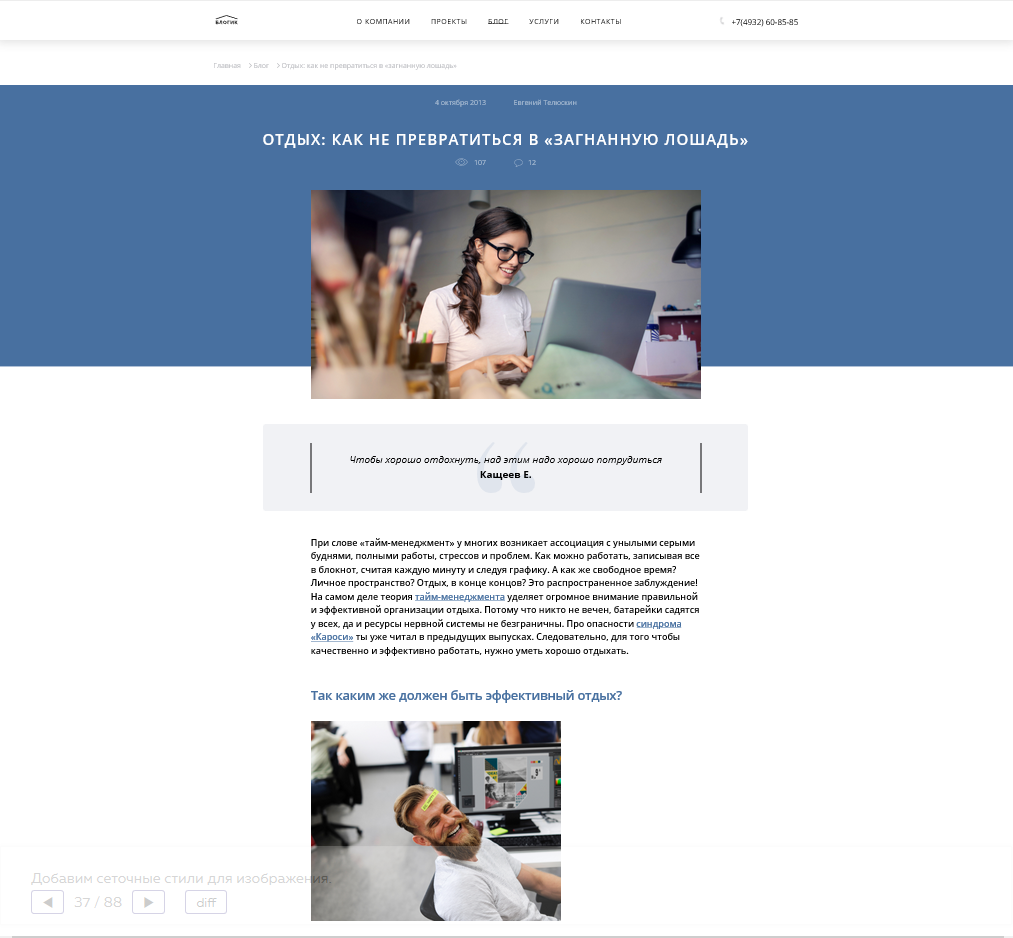 БЛОГИК
О КОМПАНИИ ПРОЕКТЫ БЛОГ УСЛУГИ КОНТАКТЫ +7(4932) 60-85-85
Главная > Блог > Отдых: как не превратиться в «загнанную лошадь»
4 октября 2013 Евгений Телюскин
ОТДЫХ: КАК НЕ ПРЕВРАТИТЬСЯ В «ЗАГНАННУЮ ЛОШАДЬ»
107 12
Чтобы хорошо отдохнуть, над этим надо хорошо потрудиться
Кащеев Е.
При слове «тайм-менеджмент» у многих возникает ассоциация с унылыми серыми
буднями, полными работы, стрессов и проблем. Как можно работать, записывая все
в блокнот, считая каждую минуту и следуя графику. А как же свободное время?
Личное пространство? Отдых, в конце концов? Это распространенное заблуждение!
На самом деле теория тайм-менеджмента уделяет огромное внимание правильной
и эффективной организации отдыха. Потому что никто не вечен, батарейки садятся
у всех, да и ресурсы нервной системы не безграничны. Про опасности синдрома
«Кароси» ты уже читал в предыдущих выпусках. Следовательно, для того чтобы
качественно и эффективно работать, нужно уметь хорошо отдыхать.
Так каким же должен быть эффективный отдых?
Добавим сеточные стили для изображения.
37 / 88 diff